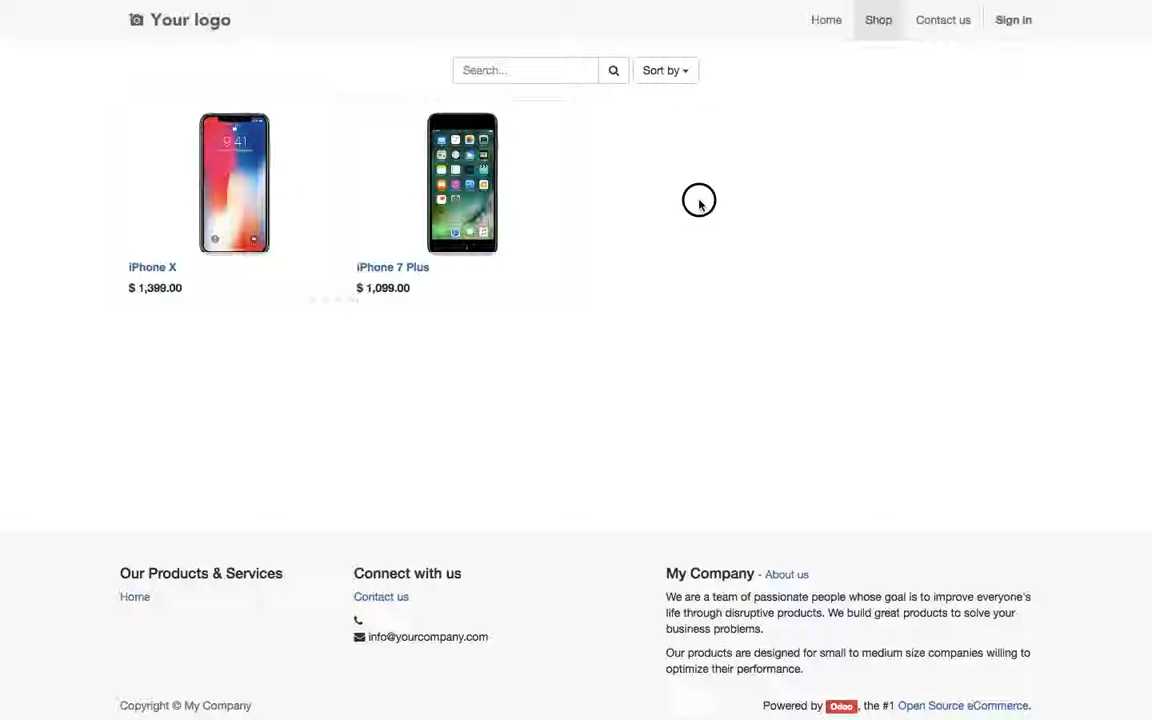 Your logo
Home Shop Contact us Sign in
Search... Sort by
9:41
iPhone X iPhone 7 Plus
$ 1,399.00 $ 1,099.00
Our Products & Services
Home
Connect with us
Contact us
info@yourcompany.com
My Company - About us
We are a team of passionate people whose goal is to improve everyone's
life through disruptive products. We build great products to solve your
business problems.
Our products are designed for small to medium size companies willing to
optimize their performance.
Copyright © My Company
Powered by Odoo, the #1 Open Source eCommerce.